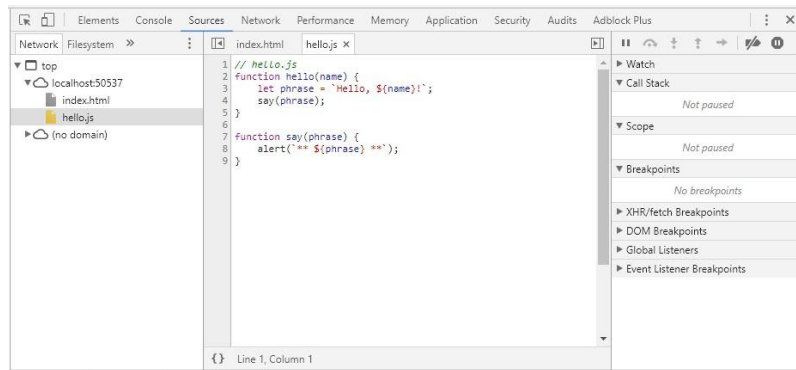 Elements Console Sources Network Performance Memory Application Security Audits Adblock Plus
Network Filesystem »
top
localhost:50537
index.html
hello.js
(no domain)
index.html hello.js ×
1 // hello.js
2 function hello(name) {
3 let phrase = `Hello, ${name}!`;
4 say(phrase);
5 }
6
7 function say(phrase) {
8 alert(`** ${phrase} **`);
9 }
{} Line 1, Column 1
Watch
Call Stack
Not paused
Scope
Not paused
Breakpoints
No breakpoints
XHR/fetch Breakpoints
DOM Breakpoints
Global Listeners
Event Listener Breakpoints